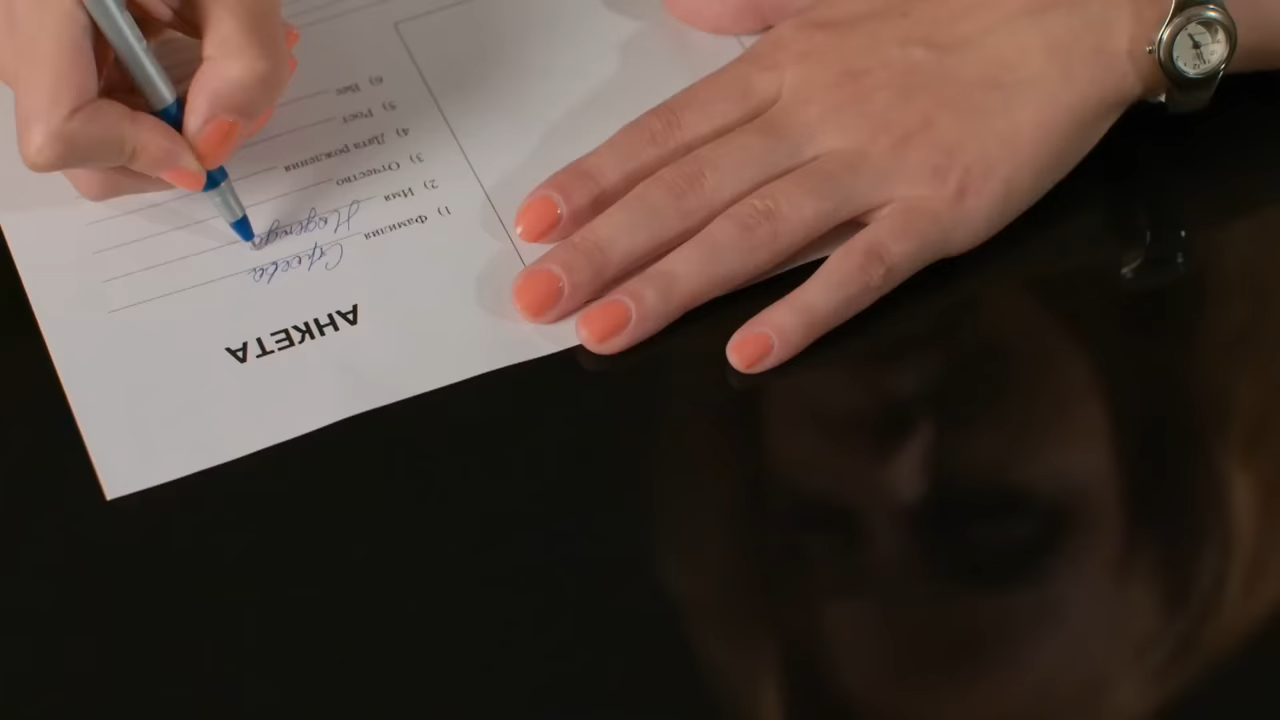 АНКЕТА
1) Фамилия
2) Имя Надежда
3) Отчество
4) Дата рождения
5) Рост
6) Вес